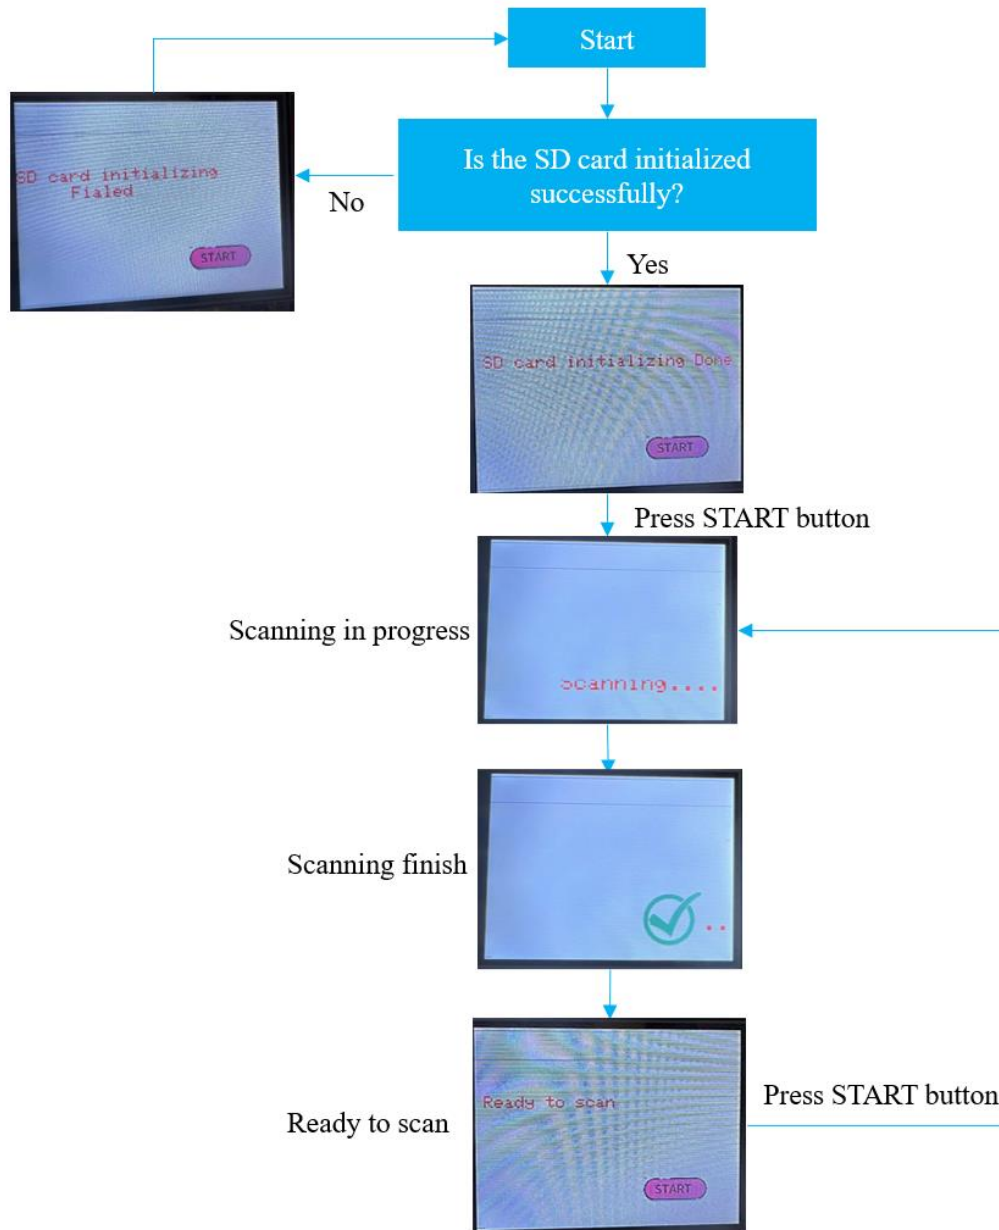 Start
Is the SD card initialized
successfully?
No
SD card initializing
Fialed
START
Yes
SD card initializing Done
START
Press START button
Scanning in progress
Scanning....
Scanning finish
..
Ready to scan
Ready to scan
START
Press START button